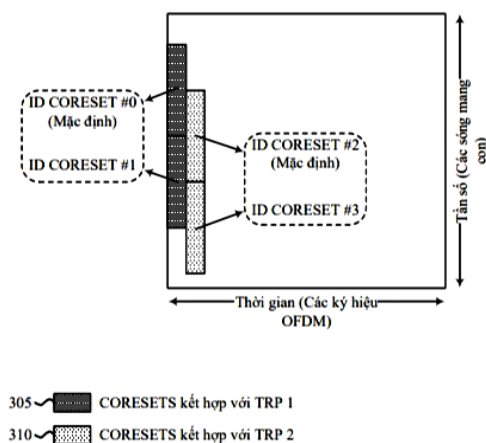 ID CORESET #0
(Mặc định)
ID CORESET #1
ID CORESET #2
(Mặc định)
ID CORESET #3
Tần số (Các sóng mang
con)
Thời gian (Các ký hiệu
OFDM)
305 CORESETS kết hợp với TRP 1
310 CORESETS kết hợp với TRP 2